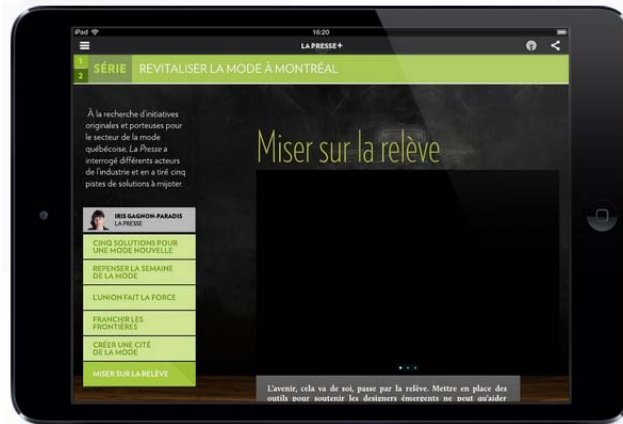 iPad
16:20
LA PRESSE+
1
2
SÉRIE REVITALISER LA MODE À MONTRÉAL
À la recherche d'initiatives
originales et porteuses pour
le secteur de la mode
québécoise, La Presse a
interrogé différents acteurs
de l'industrie et en a tiré cinq
pistes de solutions à mijoter.
IRIS GAGNON-PARADIS
LA PRESSE
CINQ SOLUTIONS POUR
UNE MODE NOUVELLE
REPENSER LA SEMAINE
DE LA MODE
L'UNION FAIT LA FORCE
FRANCHIR LES
FRONTIÈRES
CRÉER UNE CITÉ
DE LA MODE
MISER SUR LA RELÈVE
Miser sur la relève
L'avenir, cela va de soi, passe par la relève. Mettre en place des
outils pour soutenir les designers émergents ne peut qu'aider